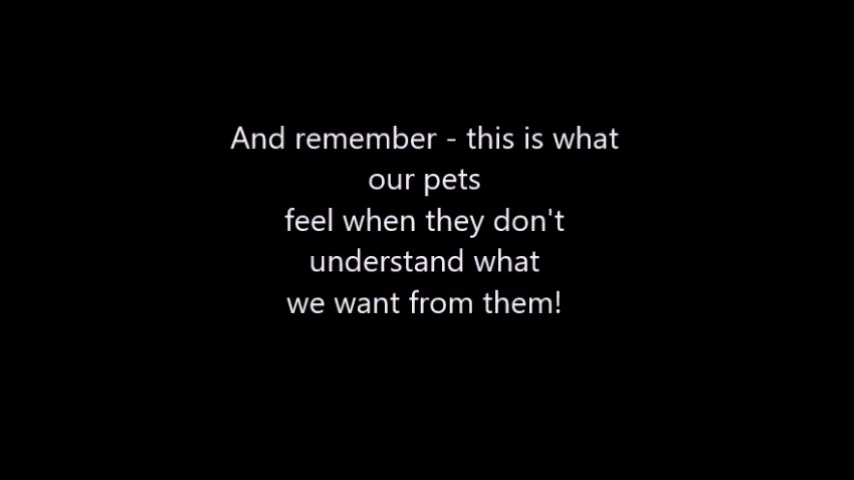 And remember - this is what
our pets
feel when they don't
understand what
we want from them!